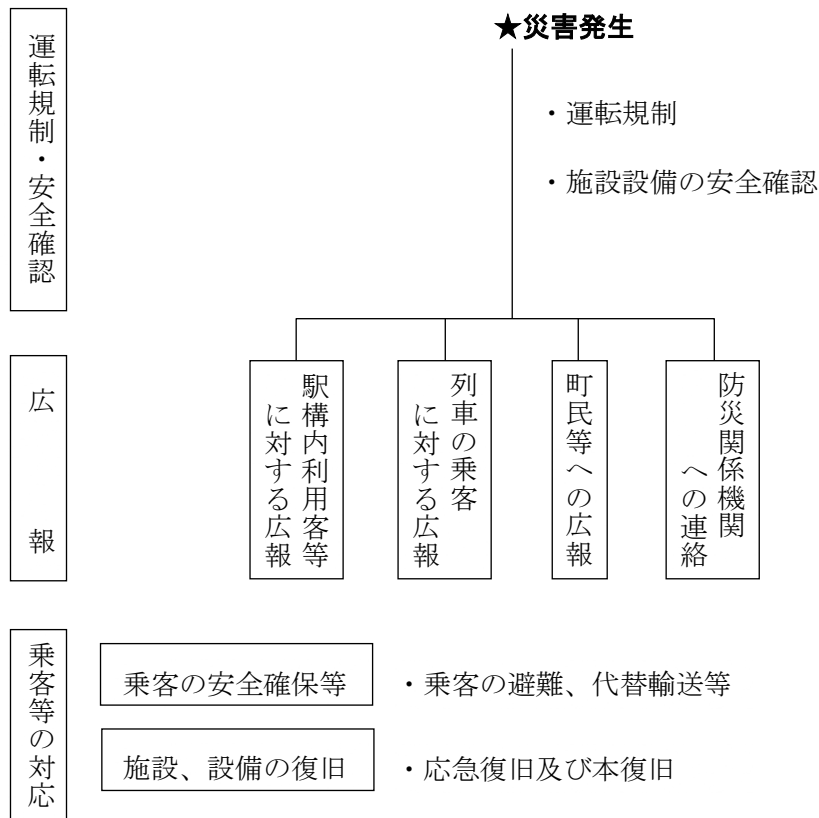 ★災害発生
運転規制・安全確認
・運転規制
・施設設備の安全確認
広報
駅構内利用客等
に対する広報
列車の乗客
に対する広報
町民等への広報
防災関係機関
への連絡
乗客等の対応
乗客の安全確保等
・乗客の避難、代替輸送等
施設、設備の復旧
・応急復旧及び本復旧